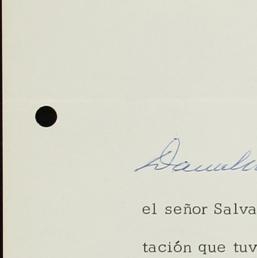 el señor Salva
tación que tuv